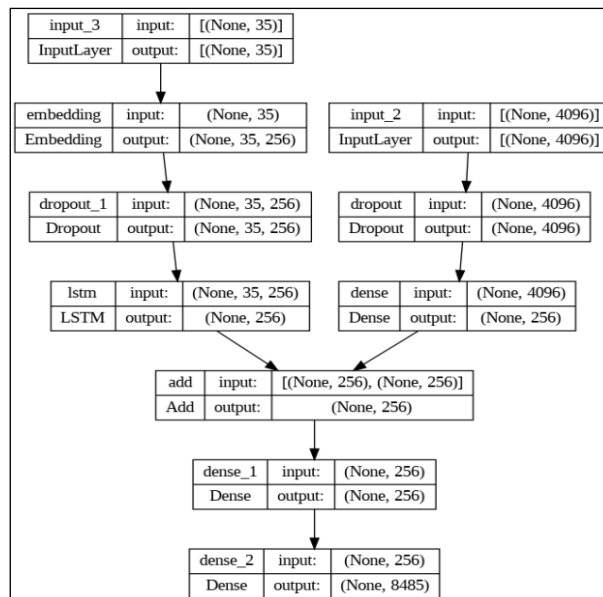 input_3 input: [(None, 35)]
InputLayer output: [(None, 35)]
embedding input: (None, 35)
Embedding output: (None, 35, 256)
input_2 input: [(None, 4096)]
InputLayer output: [(None, 4096)]
dropout_1 input: (None, 35, 256)
Dropout output: (None, 35, 256)
dropout input: (None, 4096)
Dropout output: (None, 4096)
lstm input: (None, 35, 256)
LSTM output: (None, 256)
dense input: (None, 4096)
Dense output: (None, 256)
add input: [(None, 256), (None, 256)]
Add output: (None, 256)
dense_1 input: (None, 256)
Dense output: (None, 256)
dense_2 input: (None, 256)
Dense output: (None, 8485)